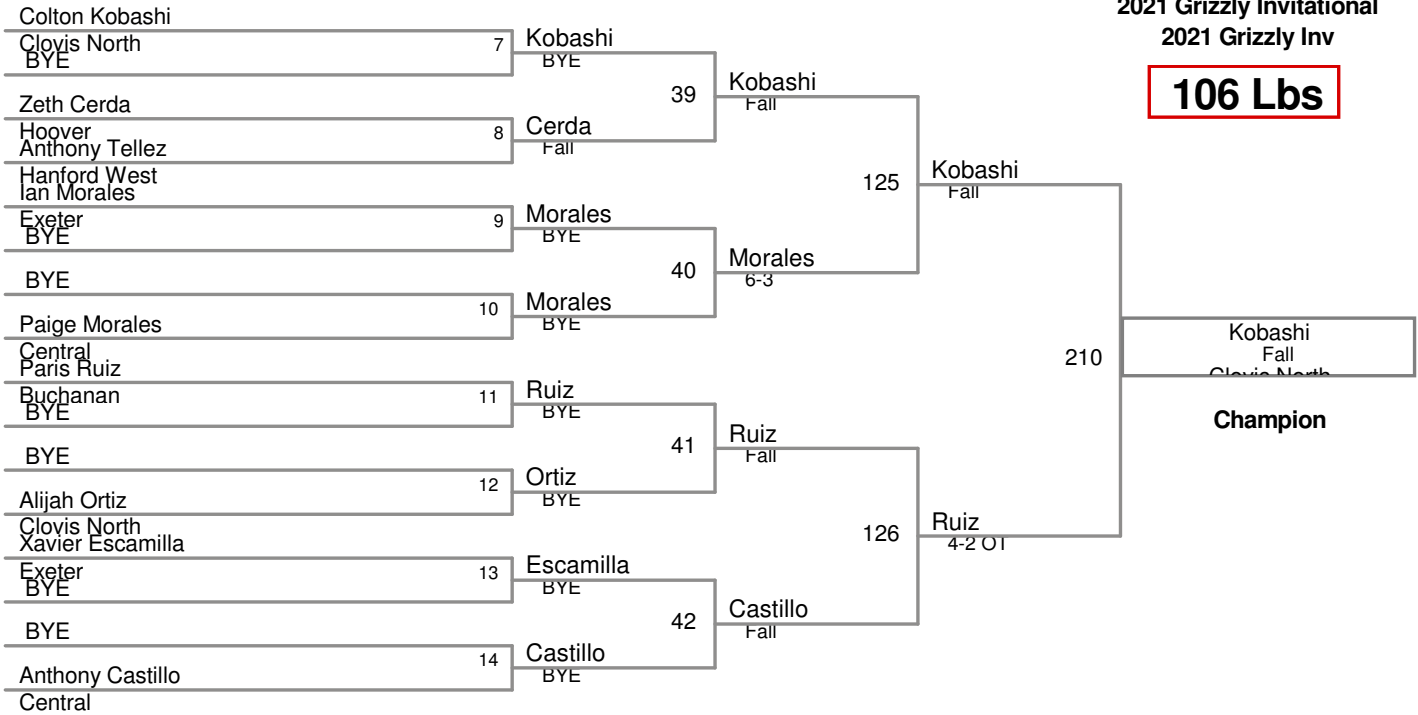 2021 Grizzly Invitational
2021 Grizzly Inv
106 Lbs
Colton Kobashi
Clovis North
BYE
7
Kobashi
BYE
Zeth Cerda
Hoover
Anthony Tellez
Hanford West
8
Cerda
Fall
39
Kobashi
Fall
Ian Morales
Exeter
BYE
9
Morales
BYE
BYE
Paige Morales
Central
10
Morales
BYE
40
Morales
6-3
125
Kobashi
Fall
Paris Ruiz
Buchanan
BYE
11
Ruiz
BYE
BYE
Alijah Ortiz
Clovis North
12
Ortiz
BYE
41
Ruiz
Fall
Xavier Escamilla
Exeter
BYE
13
Escamilla
BYE
BYE
Anthony Castillo
Central
14
Castillo
BYE
42
Castillo
Fall
126
Ruiz
4-2 OT
210
Kobashi
Fall
Clovis North
Champion